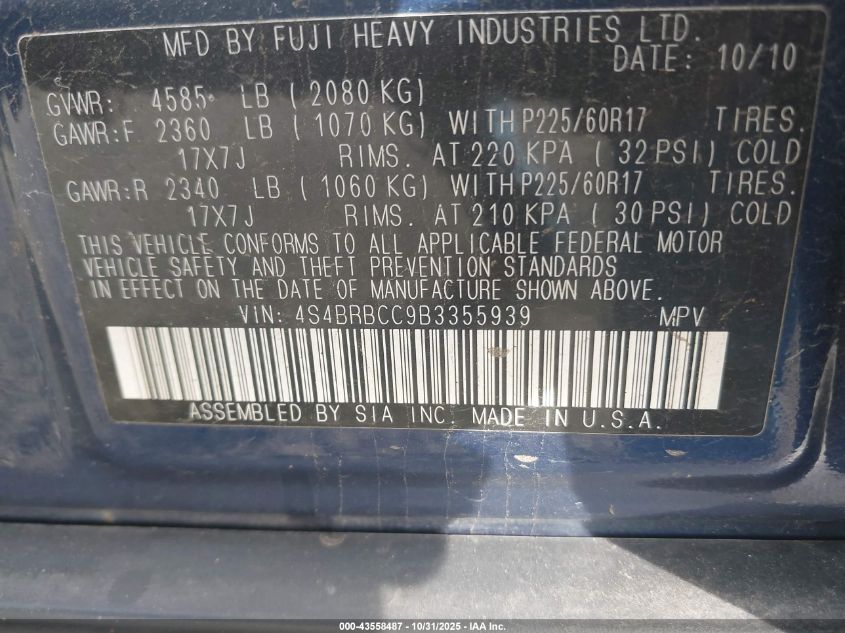 MFD BY FUJI HEAVY INDUSTRIES LTD.
DATE: 10/10
GVWR: 4585 LB ( 2080 KG)
GAWR:F 2360 LB ( 1070 KG) WITH P225/60R17 TIRES.
17X7J RIMS. AT 220 KPA ( 32 PSI) COLD
GAWR:R 2340 LB ( 1060 KG) WITH P225/60R17 TIRES.
17X7J RIMS. AT 210 KPA ( 30 PSI) COLD
THIS VEHICLE CONFORMS TO ALL APPLICABLE FEDERAL MOTOR
VEHICLE SAFETY AND THEFT PREVENTION STANDARDS
IN EFFECT ON THE DATE OF MANUFACTURE SHOWN ABOVE.
VIN: 4S4BRBCC9B3355939 MPV
ASSEMBLED BY SIA INC. MADE IN U.S.A.
000-43558487 - 10/31/2025 - IAA Inc.